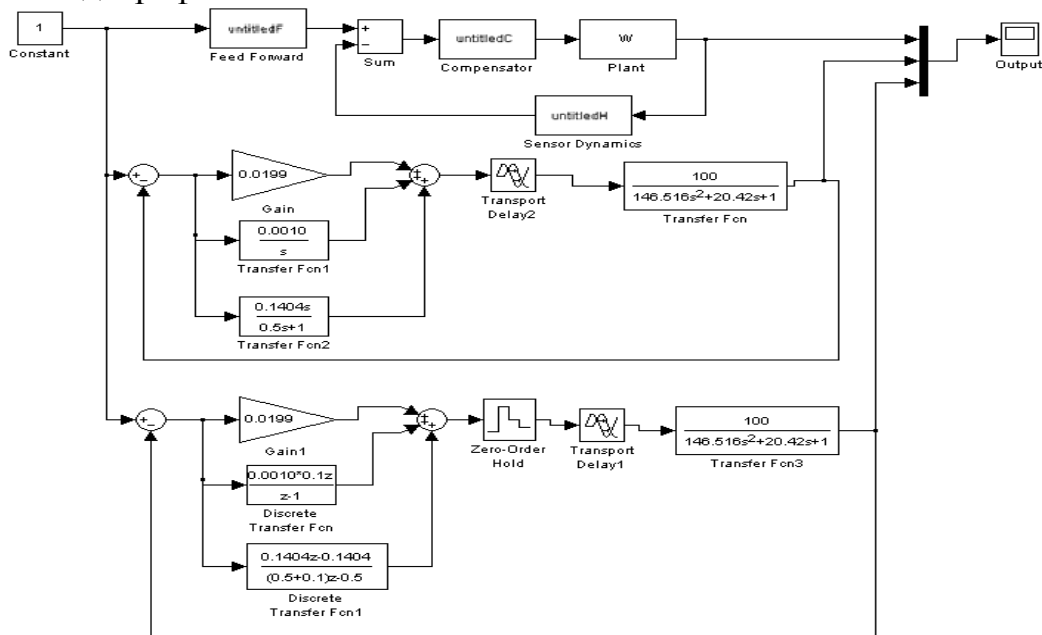 1
Constant
untitledF
Feed Forward
+
−
Sum
untitledC
Compensator
W
Plant
Output
untitledH
Sensor Dynamics
+
−
0.0199
Gain
+
+
+
Transport
Delay2
100
146.516s²+20.42s+1
Transfer Fcn
0.0010
s
Transfer Fcn1
0.1404s
0.5s+1
Transfer Fcn2
+
−
0.0199
Gain1
+
+
+
Zero-Order
Hold
Transport
Delay1
100
146.516s²+20.42s+1
Transfer Fcn3
0.0010*0.1z
z-1
Discrete
Transfer Fcn
0.1404z-0.1404
(0.5+0.1)z-0.5
Discrete
Transfer Fcn1